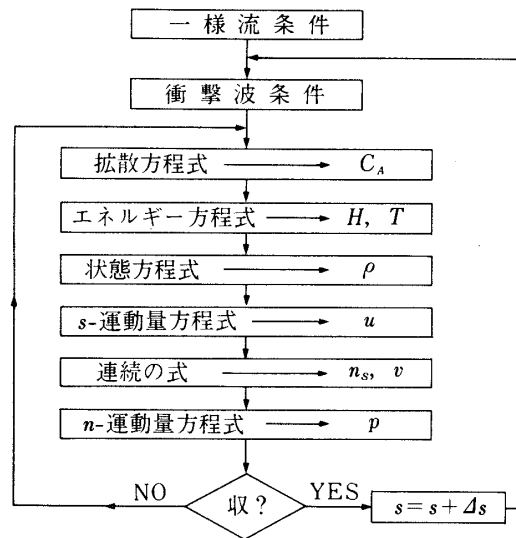 一様流条件
衝撃波条件
拡散方程式 → C_A
エネルギー方程式 → H, T
状態方程式 → ρ
s-運動量方程式 → u
連続の式 → n_s, v
n-運動量方程式 → p
NO 収? YES s = s + Δs